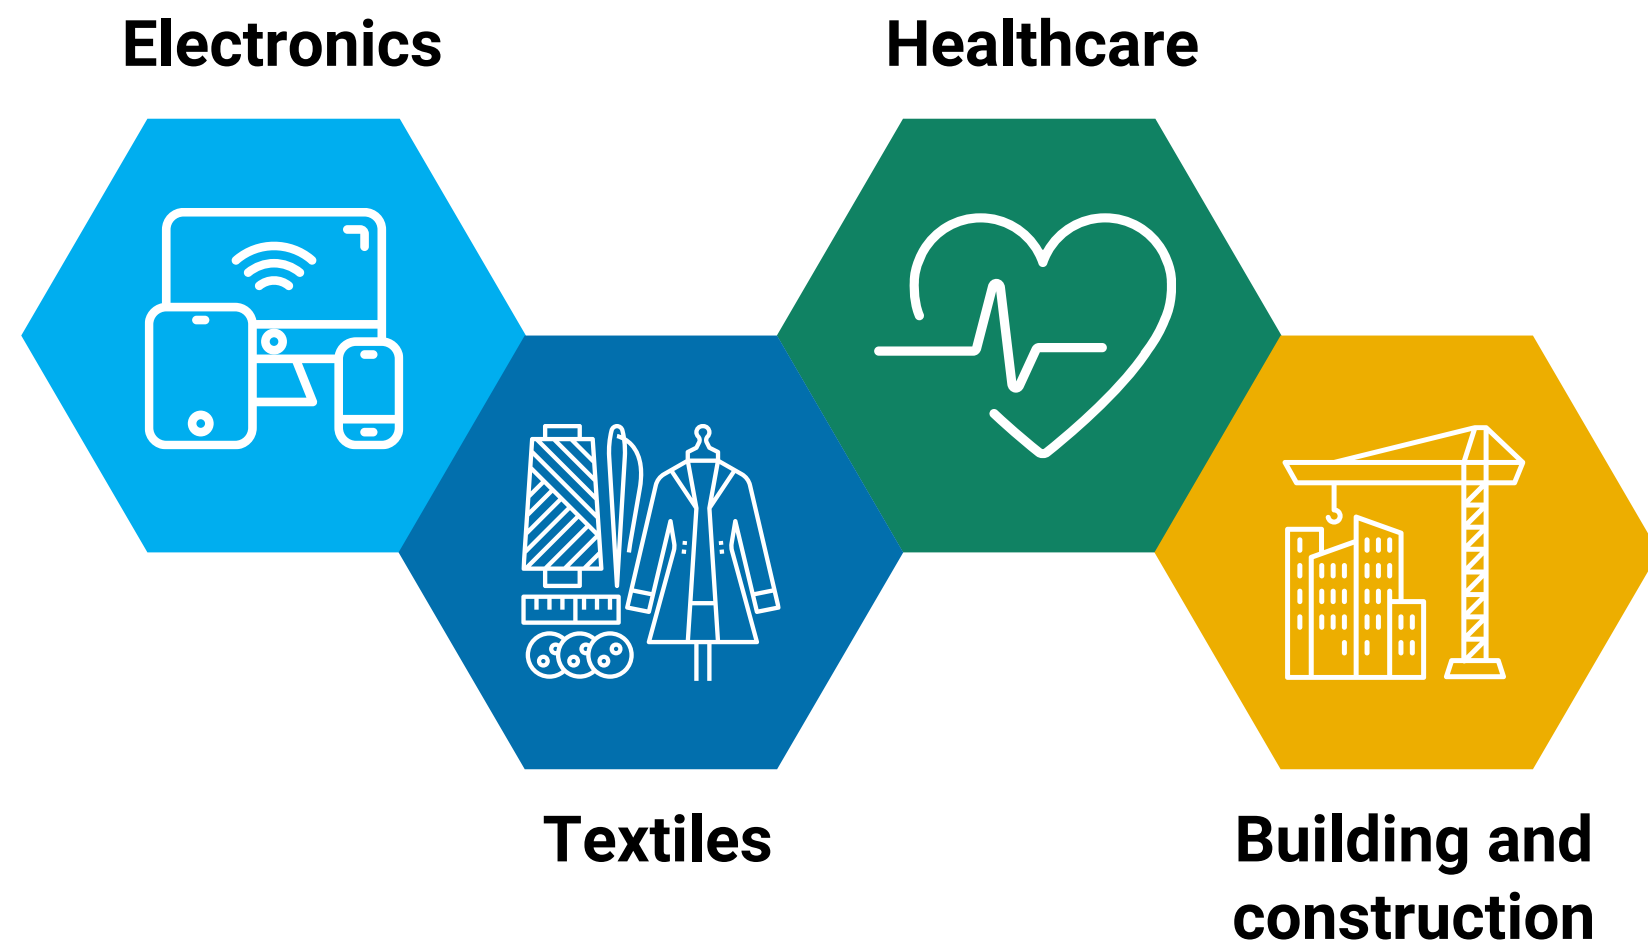 Electronics
Healthcare
Textiles
Building and
construction